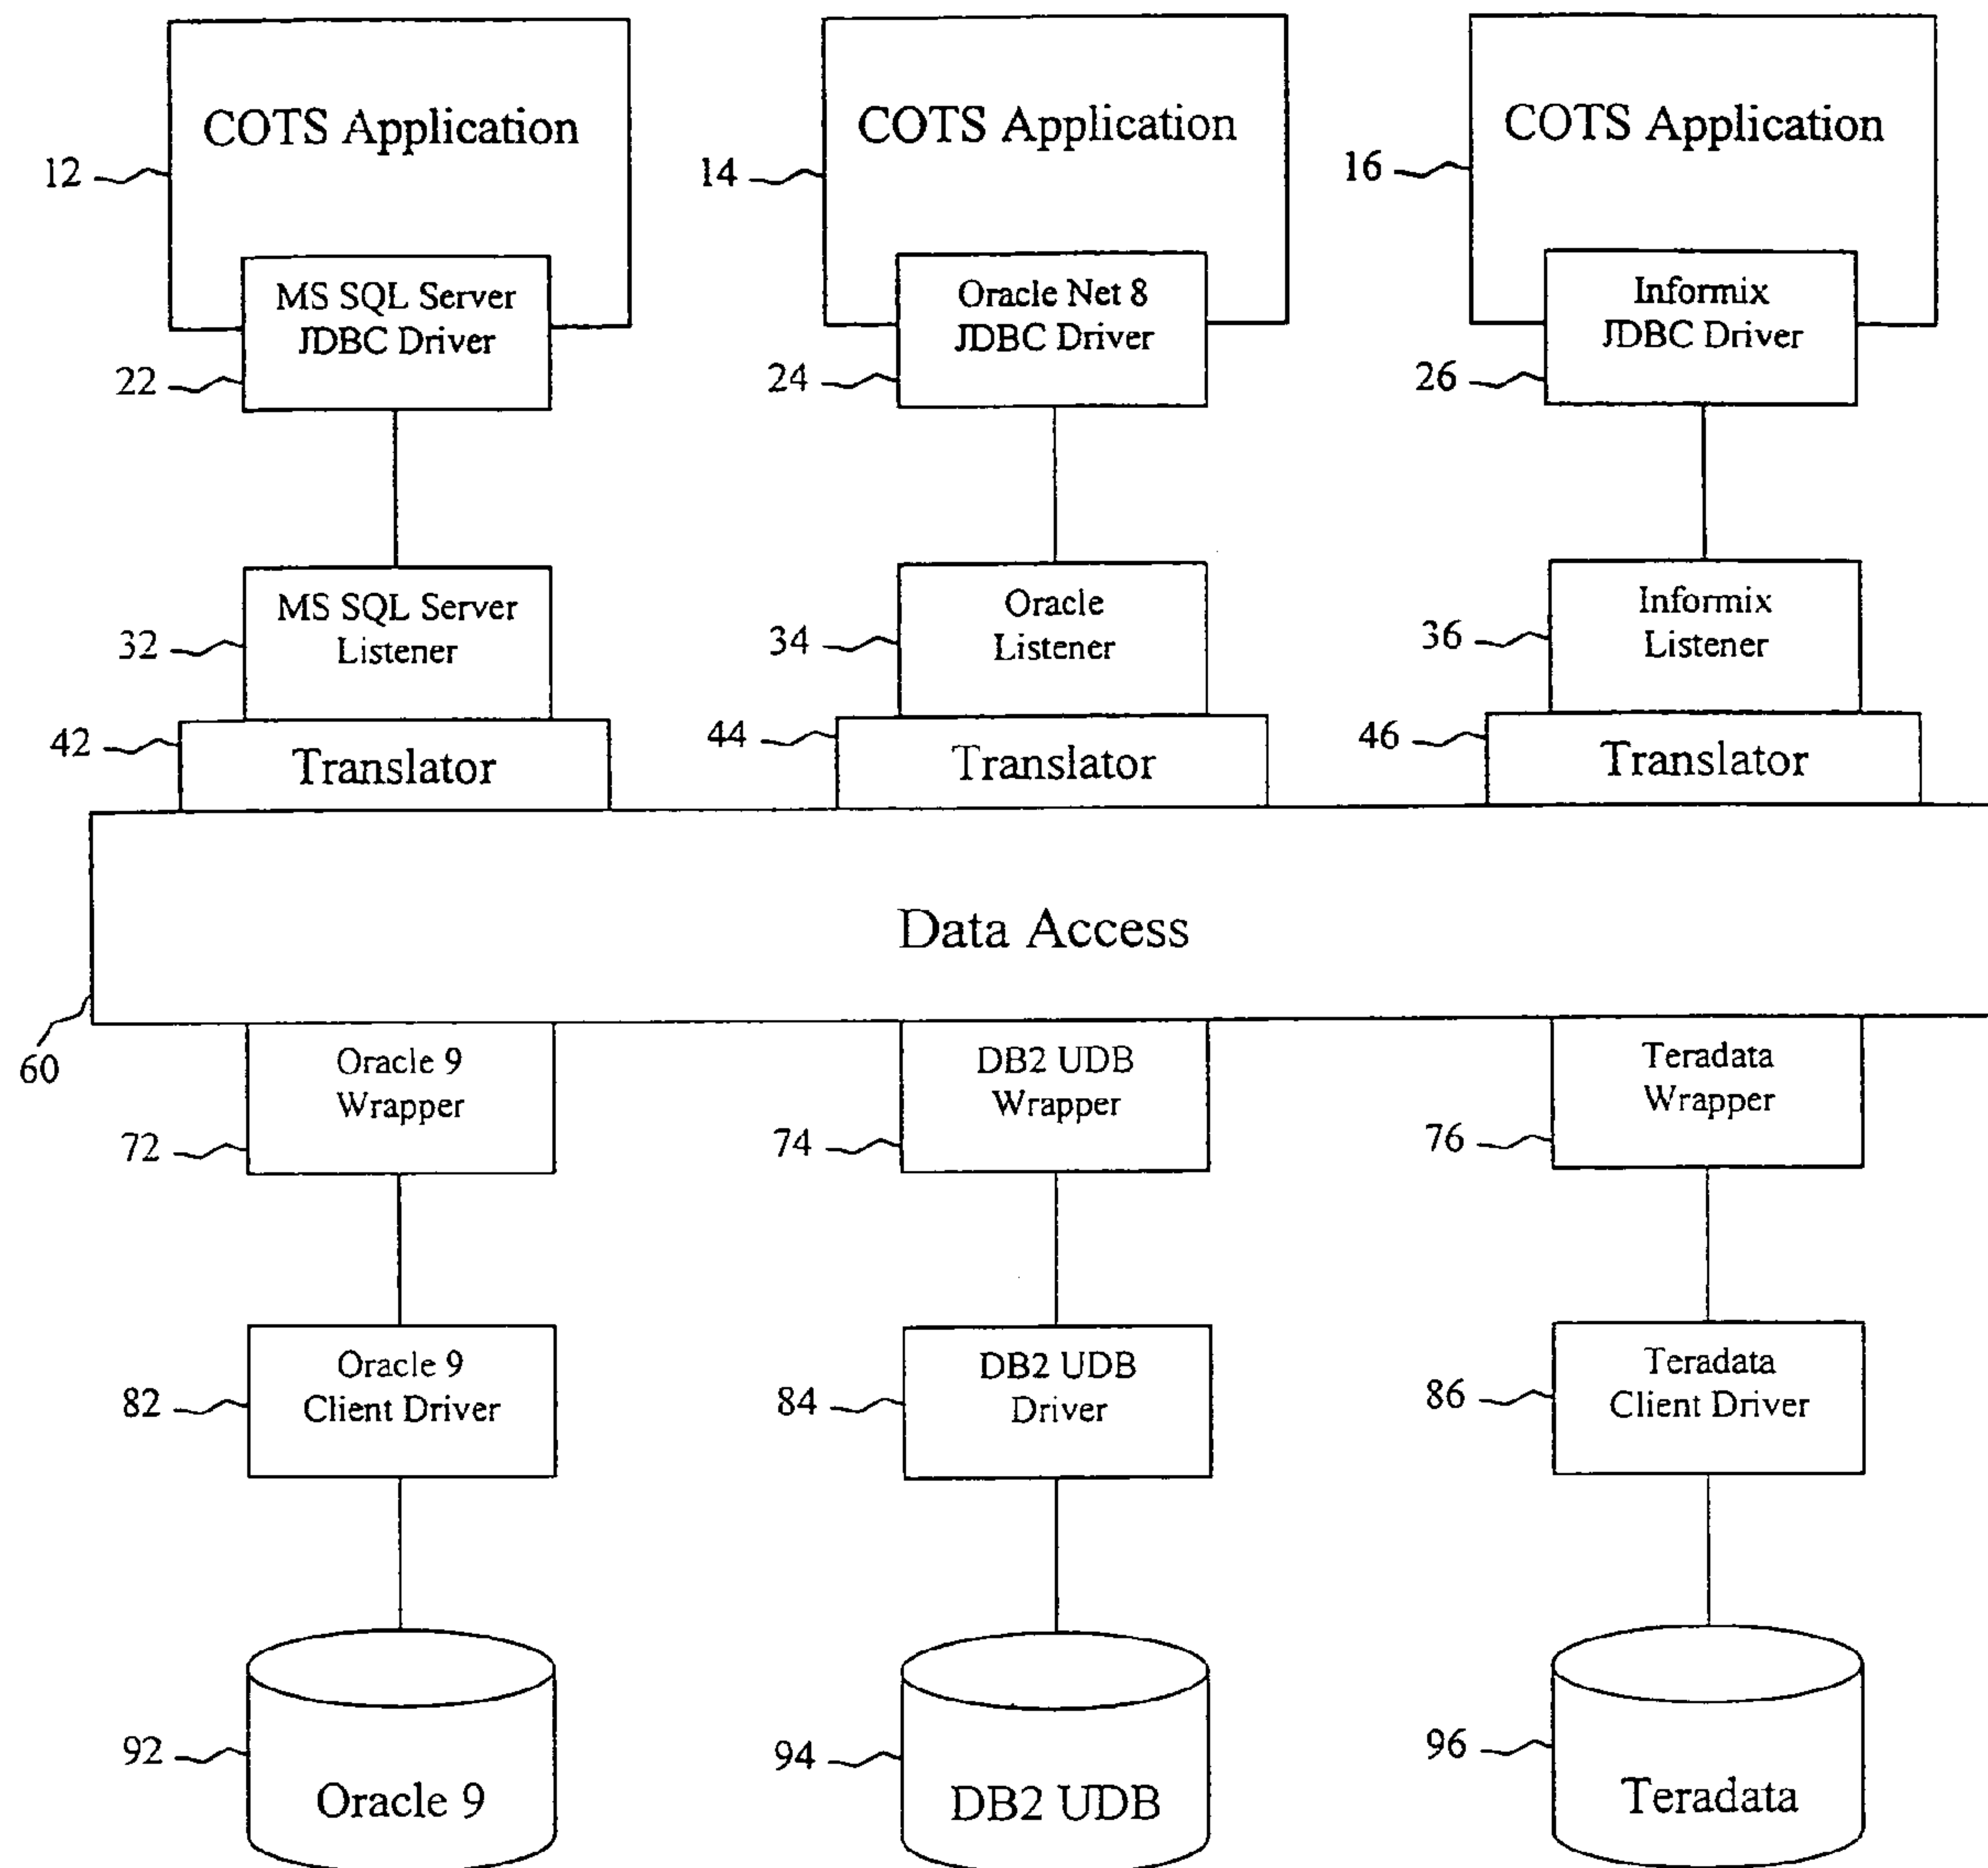 COTS Application
COTS Application
COTS Application
12
14
16
MS SQL Server
JDBC Driver
Oracle Net 8
JDBC Driver
Informix
JDBC Driver
22
24
26
MS SQL Server
Listener
Oracle
Listener
Informix
Listener
32
34
36
42
44
46
Translator
Translator
Translator
Data Access
60
Oracle 9
Wrapper
DB2 UDB
Wrapper
Teradata
Wrapper
72
74
76
Oracle 9
Client Driver
DB2 UDB
Driver
Teradata
Client Driver
82
84
86
92
94
96
Oracle 9
DB2 UDB
Teradata